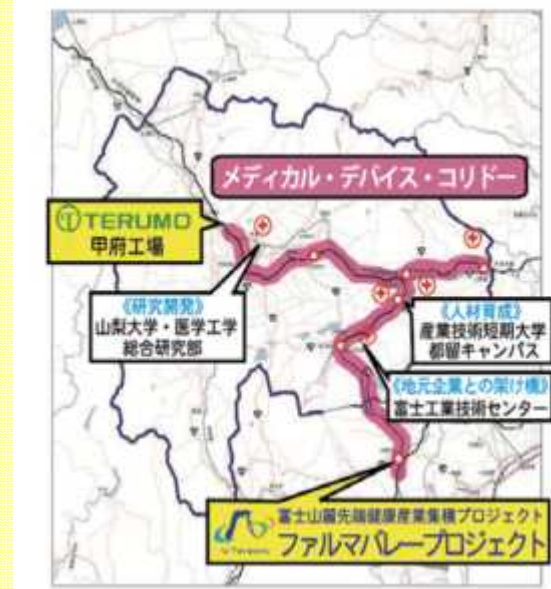 メディカル・デバイス・コリドー
TERUMO
甲府工場
《研究開発》
山梨大学・医学工学
総合研究部
《人材育成》
産業技術短期大学
都留キャンパス
《地元企業との架け橋》
富士工業技術センター
富士山麓先端健康産業集積プロジェクト
ファルマバレープロジェクト